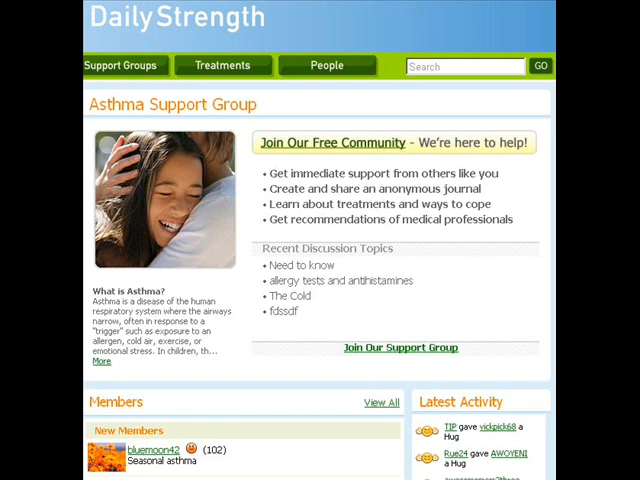 DailyStrength
Support Groups
Treatments
People
Search
GO
Asthma Support Group
Join Our Free Community - We're here to help!
• Get immediate support from others like you
• Create and share an anonymous journal
• Learn about treatments and ways to cope
• Get recommendations of medical professionals
Recent Discussion Topics
• Need to know
• allergy tests and antihistamines
• The Cold
• fdssdf
Join Our Support Group
What is Asthma?
Asthma is a disease of the human
respiratory system where the airways
narrow, often in response to a
"trigger" such as exposure to an
allergen, cold air, exercise, or
emotional stress. In children, th...
More
Members
View All
New Members
bluemoon42 (102)
Seasonal asthma
Latest Activity
TJP gave vickpick68 a
Hug
Rue24 gave AWOYENI
a Hug